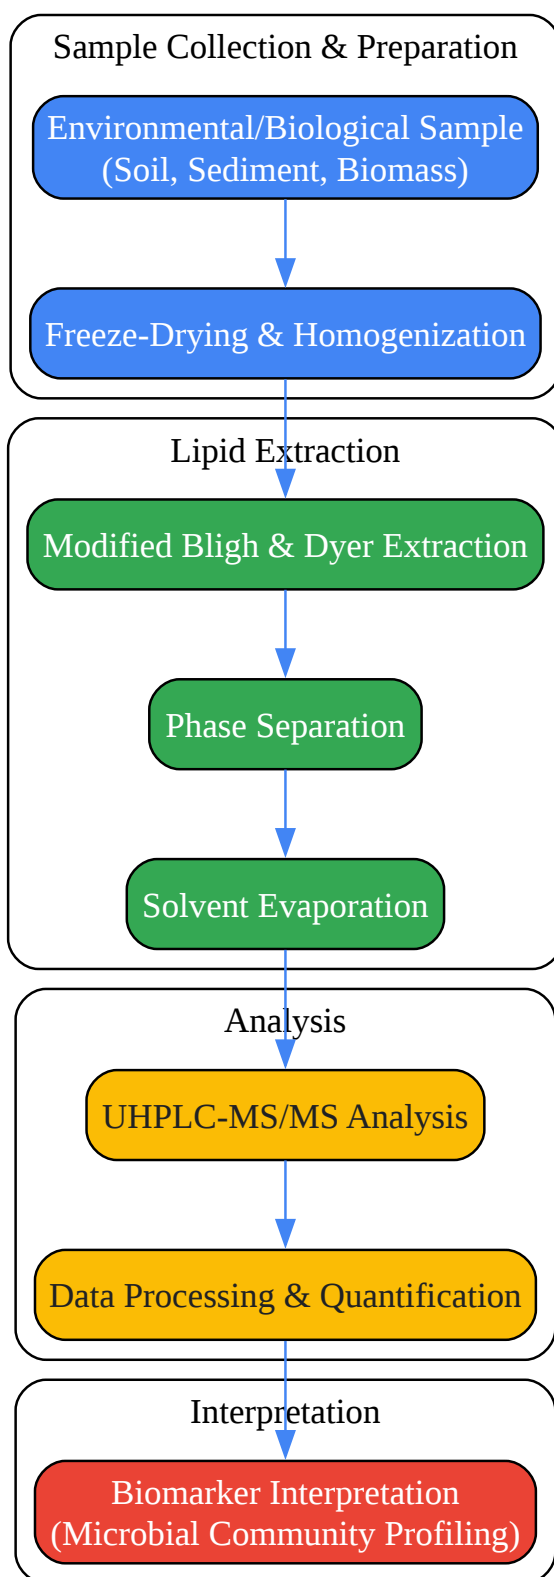 Sample Collection & Preparation
Environmental/Biological Sample
(Soil, Sediment, Biomass)
Freeze-Drying & Homogenization
Lipid Extraction
Modified Bligh & Dyer Extraction
Phase Separation
Solvent Evaporation
Analysis
UHPLC-MS/MS Analysis
Data Processing & Quantification
Interpretation
Biomarker Interpretation
(Microbial Community Profiling)